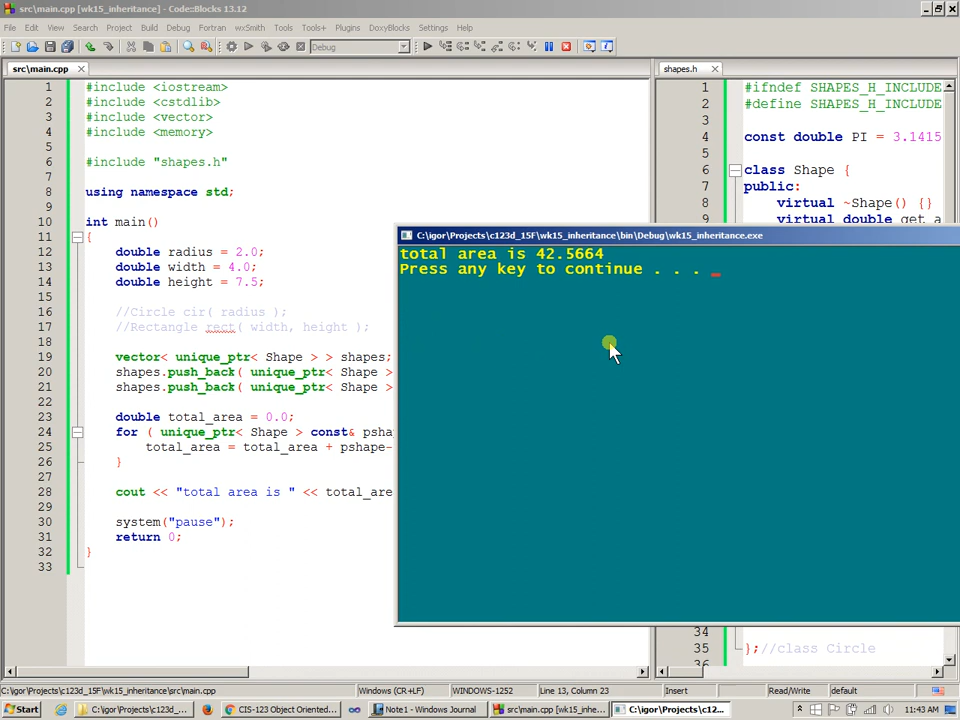 src\main.cpp [wk15_inheritance] - Code::Blocks 13.12
File Edit View Search Project Build Debug Fortran wxSmith Tools Tools+ Plugins DoxyBlocks Settings Help
Debug
src\main.cpp
shapes.h
1 #include <iostream>
2 #include <cstdlib>
3 #include <vector>
4 #include <memory>
5
6 #include "shapes.h"
7
8 using namespace std;
9
10 int main()
11 {
12 double radius = 2.0;
13 double width = 4.0;
14 double height = 7.5;
15
16 //Circle cir( radius );
17 //Rectangle rect( width, height );
18
19 vector< unique_ptr< Shape > > shapes;
20 shapes.push_back( unique_ptr< Shape >
21 shapes.push_back( unique_ptr< Shape >
22
23 double total_area = 0.0;
24 for ( unique_ptr< Shape > const& psha
25 total_area = total_area + pshape-
26 }
27
28 cout << "total area is " << total_are
29
30 system("pause");
31 return 0;
32 }
33
1 #ifndef SHAPES_H_INCLUDE
2 #define SHAPES_H_INCLUDE
3
4 const double PI = 3.1415
5
6 class Shape {
7 public:
8 virtual ~Shape() {}
9 virtual double get_a
C:\igor\Projects\c123d_15F\wk15_inheritance\bin\Debug\wk15_inheritance.exe
total area is 42.5664
Press any key to continue . . .
34
35 };//class Circle
36
C:\igor\Projects\c123d_15F\wk15_inheritance\src\main.cpp Windows (CR+LF) WINDOWS-1252 Line 13, Column 23 Insert Read/Write default
Start C:\igor\Projects\c123d_... CIS-123 Object Oriented... Note1 - Windows Journal src\main.cpp [wk15_inhe... C:\igor\Projects\c12... 11:43 AM